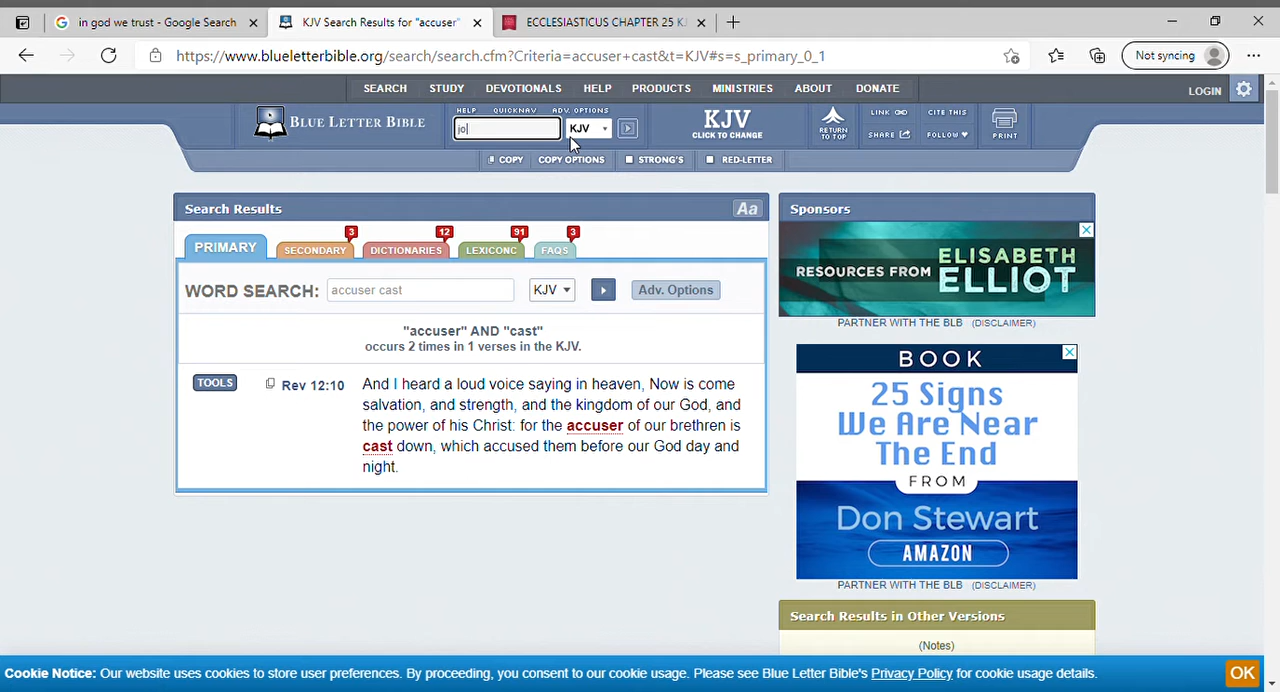 in god we trust - Google Search
KJV Search Results for "accuser"
ECCLESIASTICUS CHAPTER 25 KJ
https://www.blueletterbible.org/search/search.cfm?Criteria=accuser+cast&t=KJV#s=s_primary_0_1
Not syncing
SEARCH STUDY DEVOTIONALS HELP PRODUCTS MINISTRIES ABOUT DONATE
LOGIN
BLUE LETTER BIBLE
HELP QUICKNAV ADV. OPTIONS
jo
KJV
KJV
CLICK TO CHANGE
RETURN
TO TOP
LINK CITE THIS
SHARE FOLLOW
PRINT
COPY COPY OPTIONS STRONG'S RED-LETTER
Search Results
Aa
PRIMARY
SECONDARY 3
DICTIONARIES 12
LEXICONC 91
FAQS 3
WORD SEARCH: accuser cast KJV Adv. Options
"accuser" AND "cast"
occurs 2 times in 1 verses in the KJV.
TOOLS
Rev 12:10
And I heard a loud voice saying in heaven, Now is come
salvation, and strength, and the kingdom of our God, and
the power of his Christ: for the accuser of our brethren is
cast down, which accused them before our God day and
night.
Sponsors
RESOURCES FROM ELISABETH
ELLIOT
PARTNER WITH THE BLB (DISCLAIMER)
BOOK
25 Signs
We Are Near
The End
FROM
Don Stewart
AMAZON
PARTNER WITH THE BLB (DISCLAIMER)
Search Results in Other Versions
(Notes)
Cookie Notice: Our website uses cookies to store user preferences. By proceeding, you consent to our cookie usage. Please see Blue Letter Bible's Privacy Policy for cookie usage details.
OK